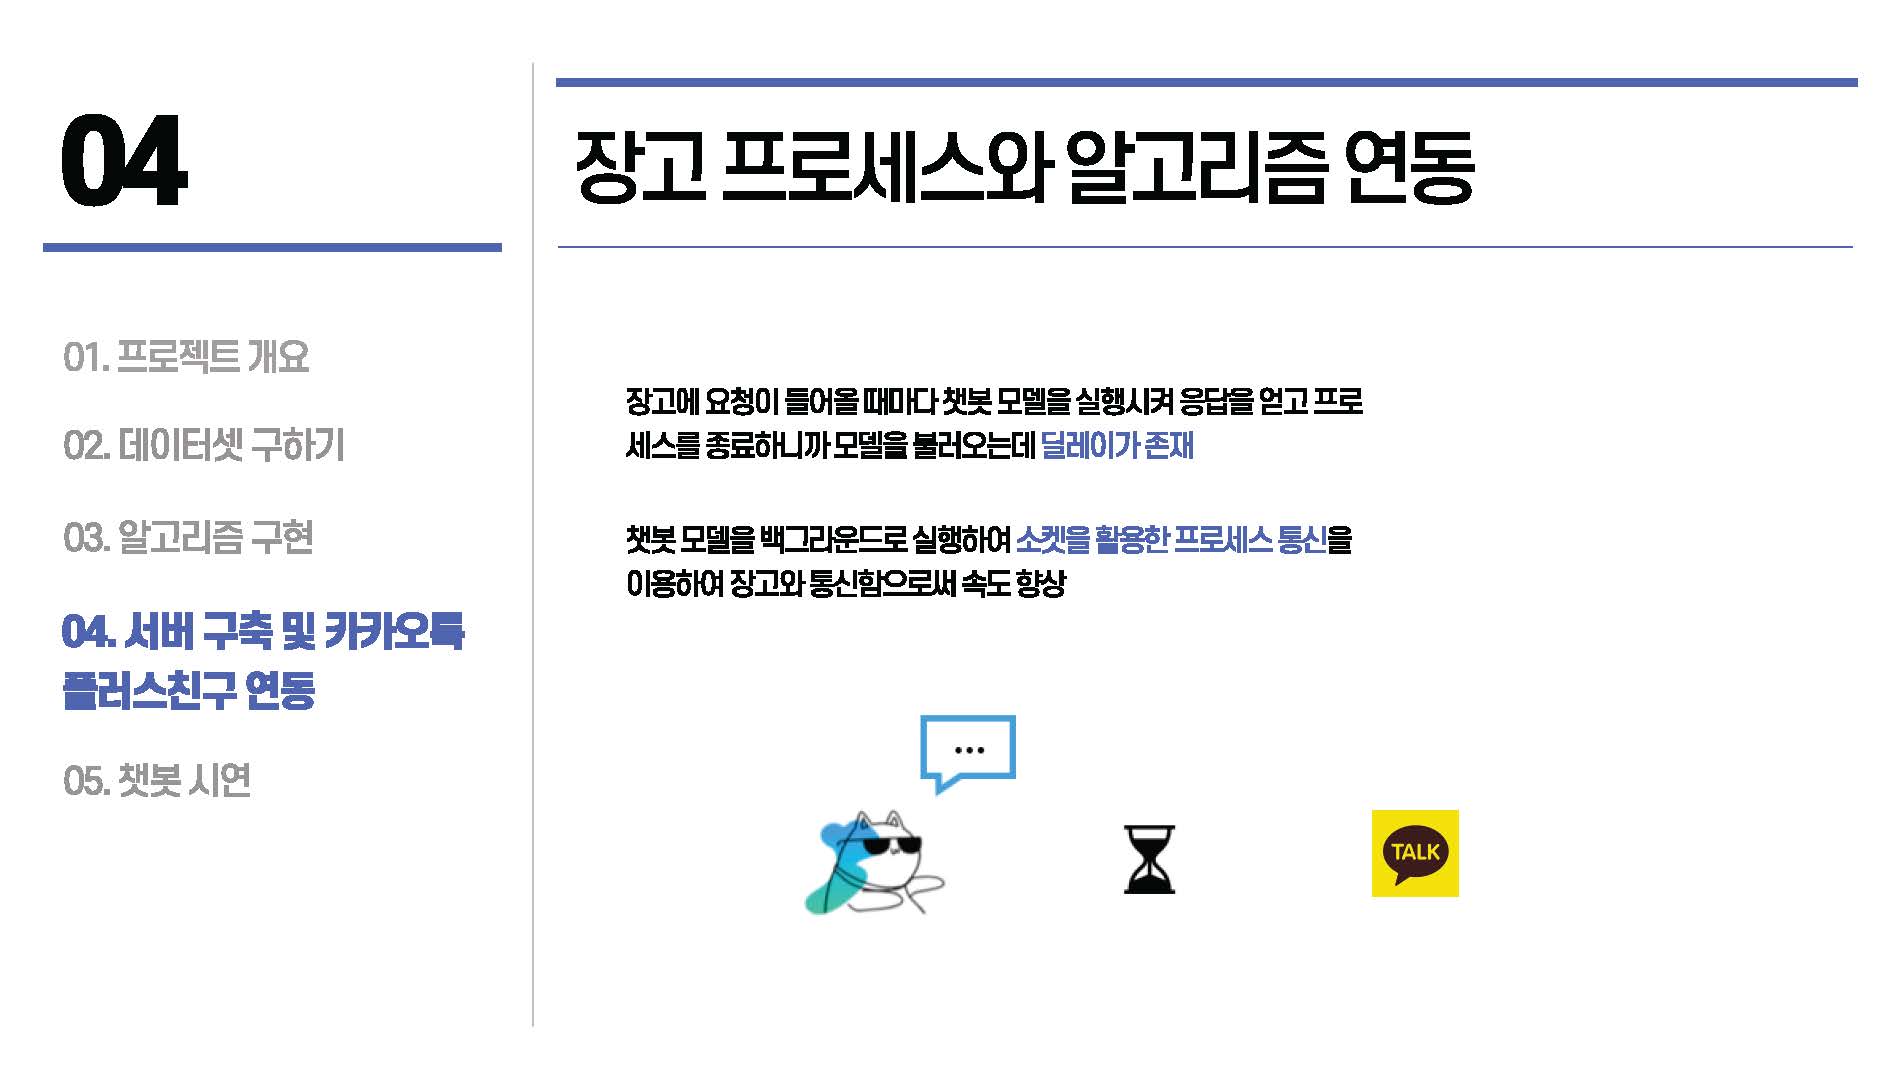 04
01. 프로젝트 개요
02. 데이터셋 구하기
03. 알고리즘 구현
04. 서버 구축 및 카카오톡
플러스친구 연동
05. 챗봇 시연
장고 프로세스와 알고리즘 연동
장고에 요청이 들어올 때마다 챗봇 모델을 실행시켜 응답을 얻고 프로
세스를 종료하니까 모델을 불러오는데 딜레이가 존재
챗봇 모델을 백그라운드로 실행하여 소켓을 활용한 프로세스 통신을
이용하여 장고와 통신함으로써 속도 향상
...
TALK